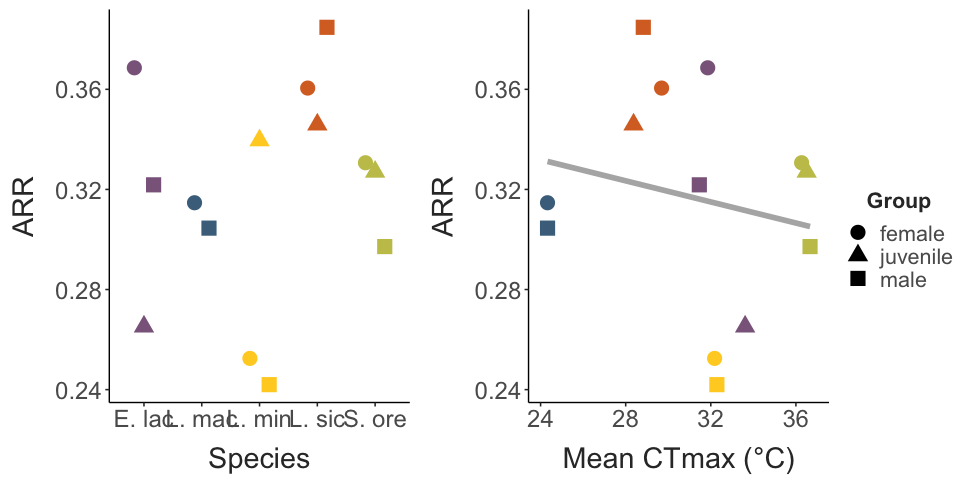 ARR
0.36
0.32
0.28
0.24
E. lac L. mac L. min L. sic S. ore
Species
ARR
0.36
0.32
0.28
0.24
24 28 32 36
Mean CTmax (°C)
Group
female
juvenile
male